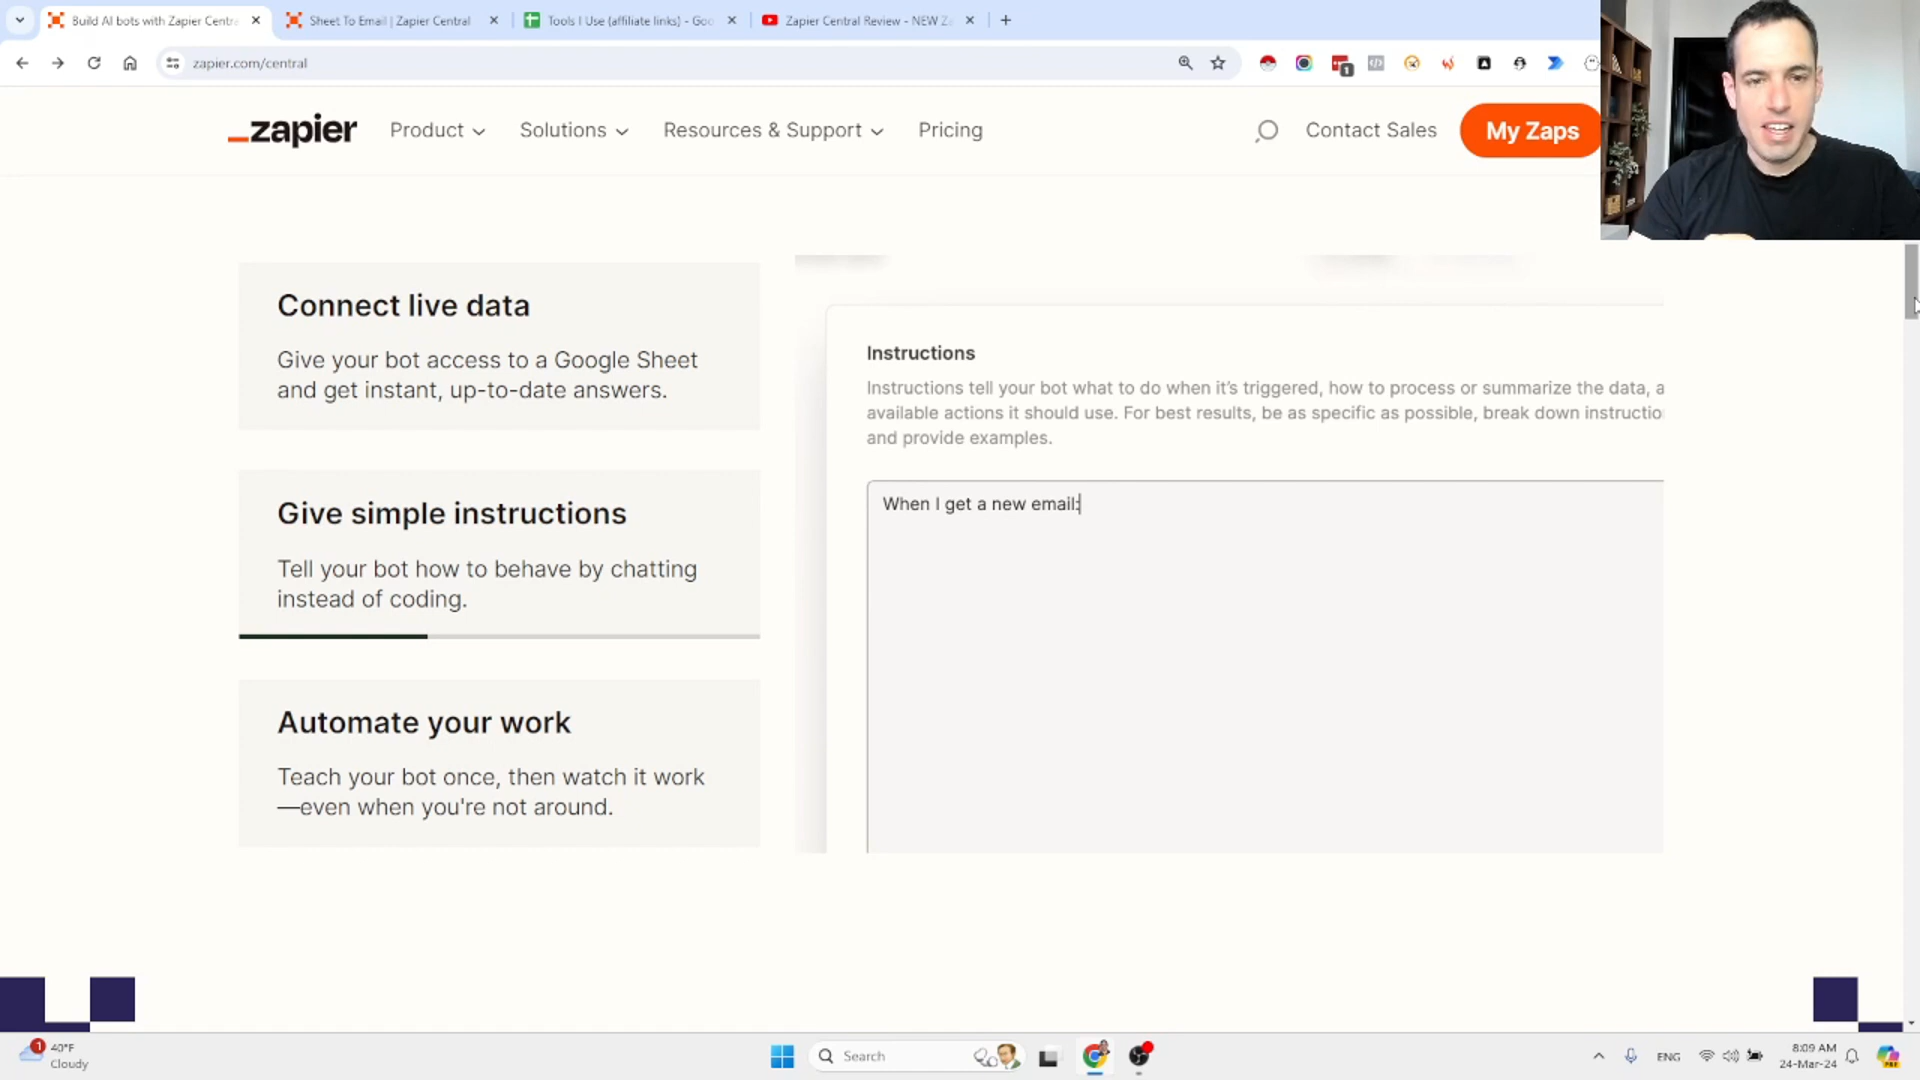 Build AI bots with Zapier Centra
Sheet To Email | Zapier Central
Tools I Use (affiliate links) - Goo
Zapier Central Review - NEW Za
zapier.com/central
1
zapier
Product
Solutions
Resources & Support
Pricing
Contact Sales
My Zaps
Connect live data
Give your bot access to a Google Sheet
and get instant, up-to-date answers.
Give simple instructions
Tell your bot how to behave by chatting
instead of coding.
Automate your work
Teach your bot once, then watch it work
—even when you're not around.
Instructions
Instructions tell your bot what to do when it's triggered, how to process or summarize the data, a
available actions it should use. For best results, be as specific as possible, break down instructio
and provide examples.
When I get a new email:
1
40°F
Cloudy
Search
ENG
8:09 AM
24-Mar-24